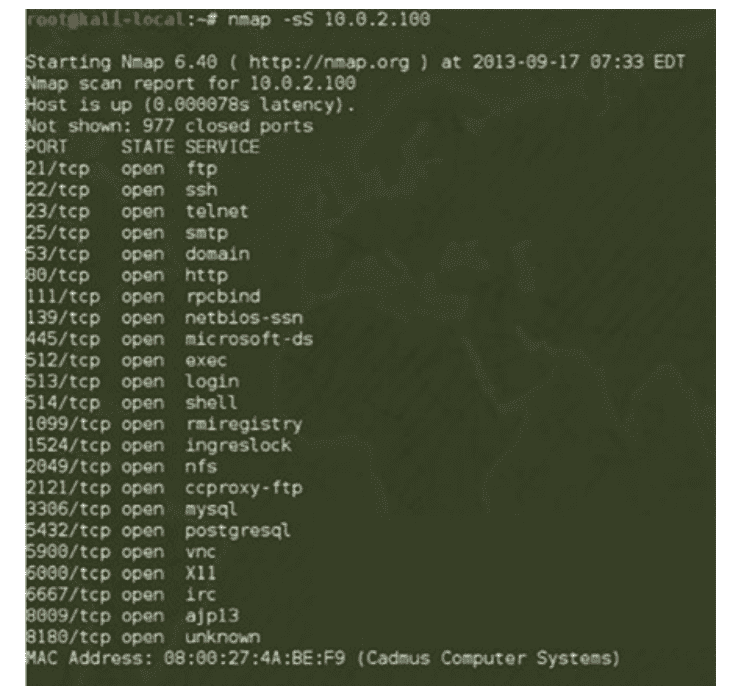 root@kali-local:~# nmap -sS 10.0.2.100
Starting Nmap 6.40 ( http://nmap.org ) at 2013-09-17 07:33 EDT
Nmap scan report for 10.0.2.100
Host is up (0.000078s latency).
Not shown: 977 closed ports
PORT     STATE SERVICE
21/tcp   open  ftp
22/tcp   open  ssh
23/tcp   open  telnet
25/tcp   open  smtp
53/tcp   open  domain
80/tcp   open  http
111/tcp  open  rpcbind
139/tcp  open  netbios-ssn
445/tcp  open  microsoft-ds
512/tcp  open  exec
513/tcp  open  login
514/tcp  open  shell
1099/tcp open  rmiregistry
1524/tcp open  ingreslock
2049/tcp open  nfs
2121/tcp open  ccproxy-ftp
3306/tcp open  mysql
5432/tcp open  postgresql
5900/tcp open  vnc
6000/tcp open  X11
6667/tcp open  irc
8009/tcp open  ajp13
8180/tcp open  unknown
MAC Address: 08:00:27:4A:BE:F9 (Cadmus Computer Systems)